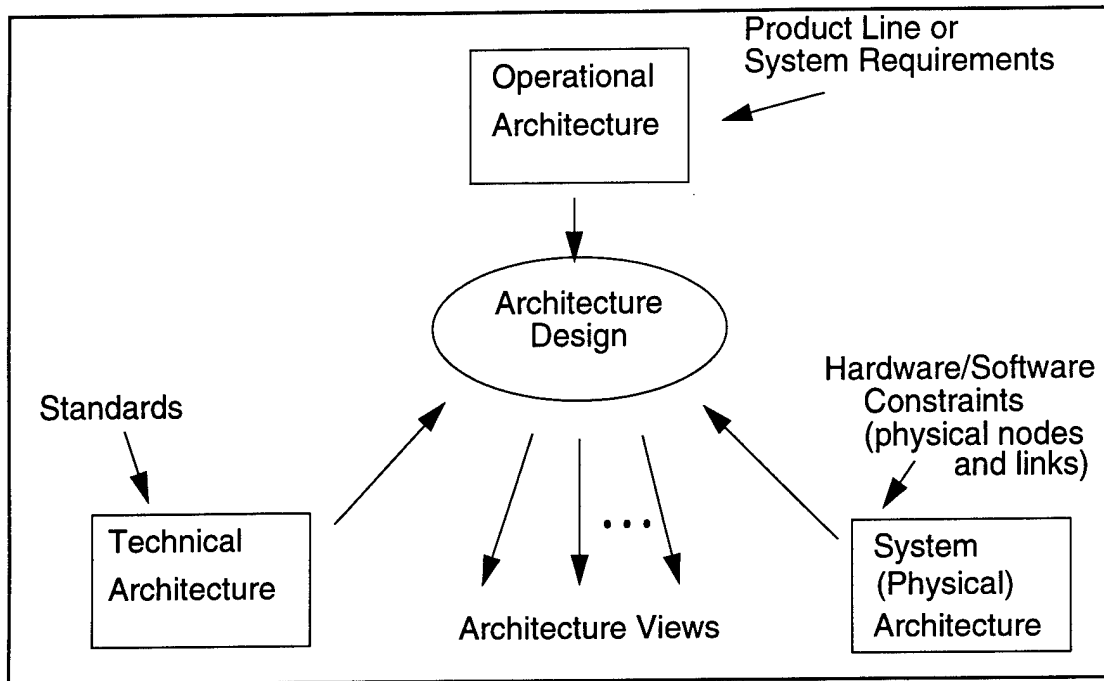 Product Line or
System Requirements
Operational
Architecture
Architecture
Design
Hardware/Software
Constraints
(physical nodes
and links)
Standards
Technical
Architecture
System
(Physical)
Architecture
Architecture Views